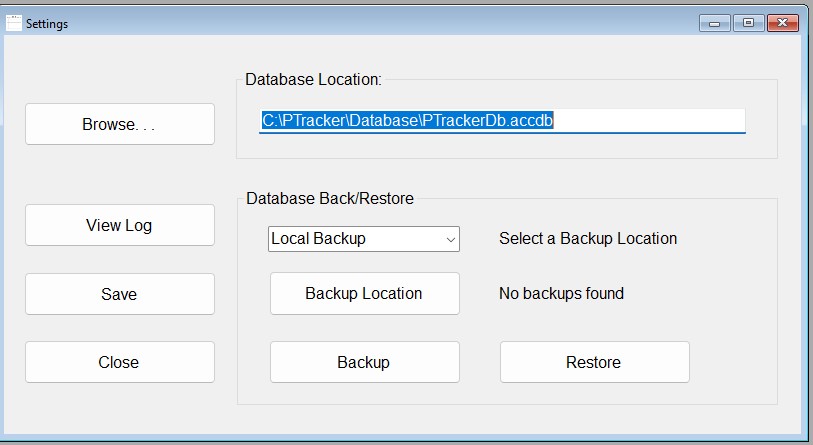 Settings
Database Location:
Browse. . .
C:\PTracker\Database\PTrackerDb.accdb
Database Back/Restore
View Log
Local Backup
Select a Backup Location
Save
Backup Location
No backups found
Close
Backup
Restore